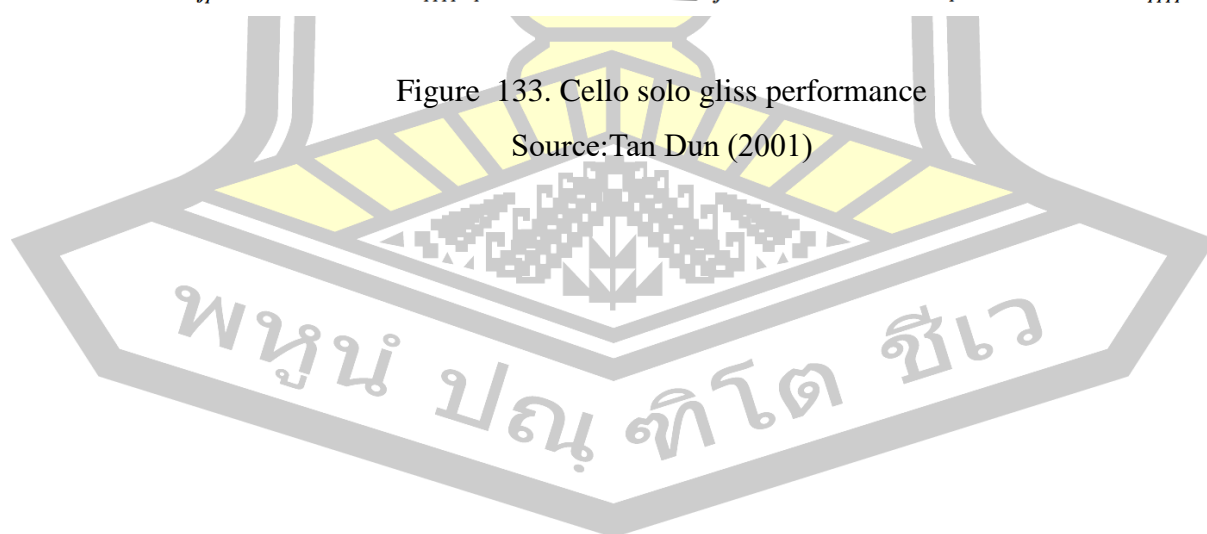 Figure 133. Cello solo gliss performance
Source:Tan Dun (2001)
พหูนํ ปณฺฑิโต ชีเว